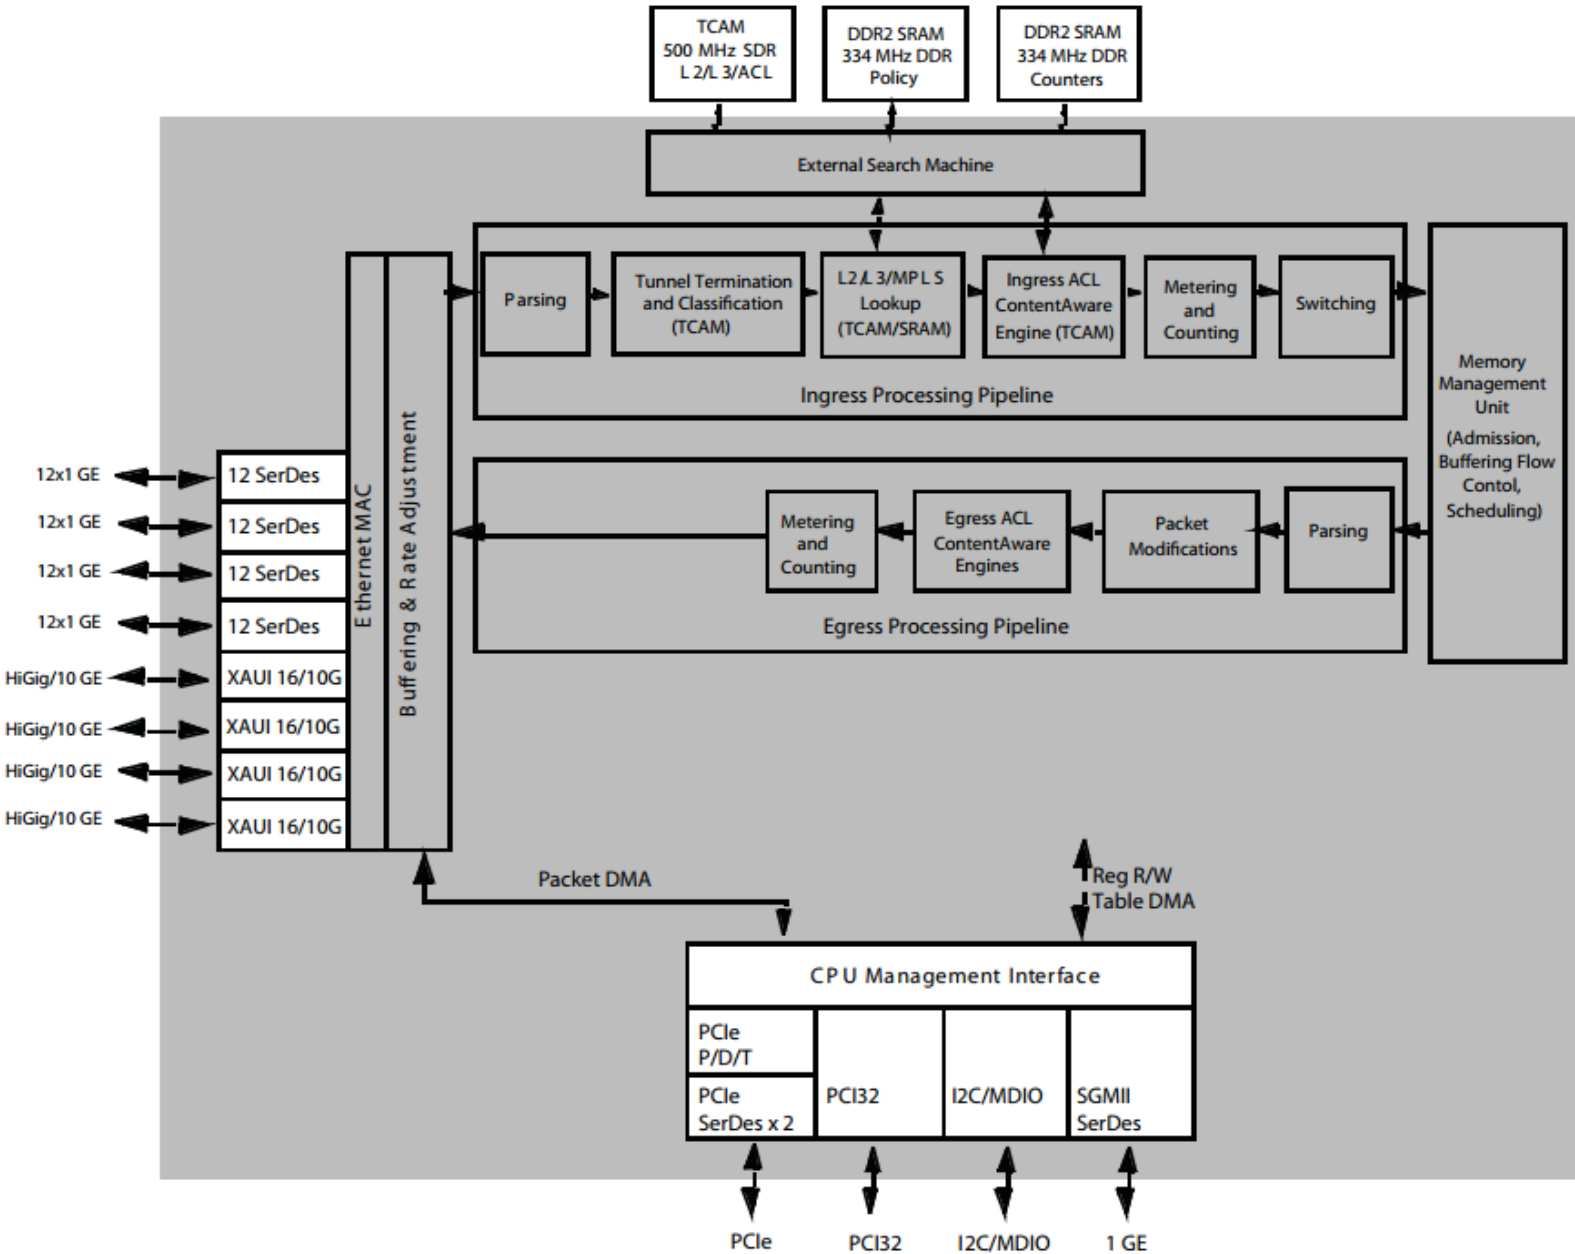 TCAM
500 MHz SDR
L2/L3/ACL
DDR2 SRAM
334 MHz DDR
Policy
DDR2 SRAM
334 MHz DDR
Counters
External Search Machine
Parsing
Tunnel Termination
and Classification
(TCAM)
L2/L3/MPLS
Lookup
(TCAM/SRAM)
Ingress ACL
ContentAware
Engine (TCAM)
Metering
and
Counting
Switching
Ingress Processing Pipeline
Memory
Management
Unit
(Admission,
Buffering Flow
Contol,
Scheduling)
Metering
and
Counting
Egress ACL
ContentAware
Engines
Packet
Modifications
Parsing
Egress Processing Pipeline
Ethernet MAC
Buffering & Rate Adjustment
12x1 GE
12 SerDes
12x1 GE
12 SerDes
12x1 GE
12 SerDes
12x1 GE
12 SerDes
HiGig/10 GE
XAUI 16/10G
HiGig/10 GE
XAUI 16/10G
HiGig/10 GE
XAUI 16/10G
HiGig/10 GE
XAUI 16/10G
Packet DMA
Reg R/W
Table DMA
CPU Management Interface
PCIe
P/D/T
PCIe
SerDes x 2
PCI32
I2C/MDIO
SGMII
SerDes
PCIe
PCI32
I2C/MDIO
1 GE